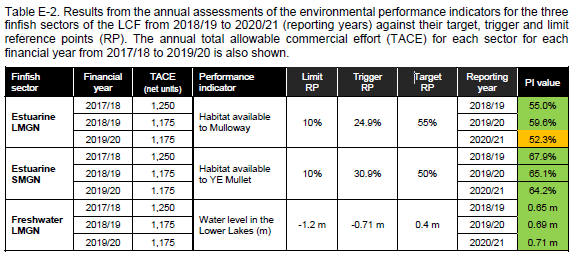 Table E-2. Results from the annual assessments of the environmental performance indicators for the three
finfish sectors of the LCF from 2018/19 to 2020/21 (reporting years) against their target, trigger and limit
reference points (RP). The annual total allowable commercial effort (TACE) for each sector for each
financial year from 2017/18 to 2019/20 is also shown.
Finfish sector | Financial year | TACE (net units) | Performance indicator | Limit RP | Trigger RP | Target RP | Reporting year | PI value
Estuarine LMGN | 2017/18 | 1,250 | Habitat available to Mulloway | 10% | 24.9% | 55% | 2018/19 | 55.0%
2018/19 | 1,175 | 2019/20 | 59.6%
2019/20 | 1,175 | 2020/21 | 52.3%
Estuarine SMGN | 2017/18 | 1,250 | Habitat available to YE Mullet | 10% | 30.9% | 50% | 2018/19 | 67.9%
2018/19 | 1,175 | 2019/20 | 65.1%
2019/20 | 1,175 | 2020/21 | 64.2%
Freshwater LMGN | 2017/18 | 1,250 | Water level in the Lower Lakes (m) | -1.2 m | -0.71 m | 0.4 m | 2018/19 | 0.65 m
2018/19 | 1,175 | 2019/20 | 0.69 m
2019/20 | 1,175 | 2020/21 | 0.71 m